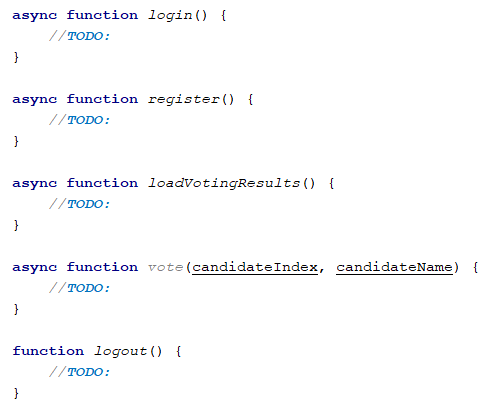 async function login() {
    //TODO:
}
async function register() {
    //TODO:
}
async function loadVotingResults() {
    //TODO:
}
async function vote(candidateIndex, candidateName) {
    //TODO:
}
function logout() {
    //TODO:
}